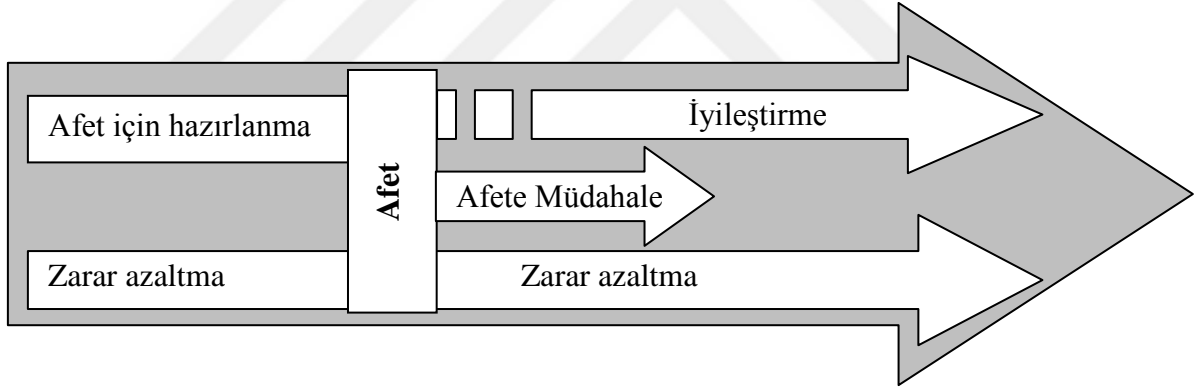 Afet için hazırlanma
İyileştirme
Afet
Afete Müdahale
Zarar azaltma
Zarar azaltma